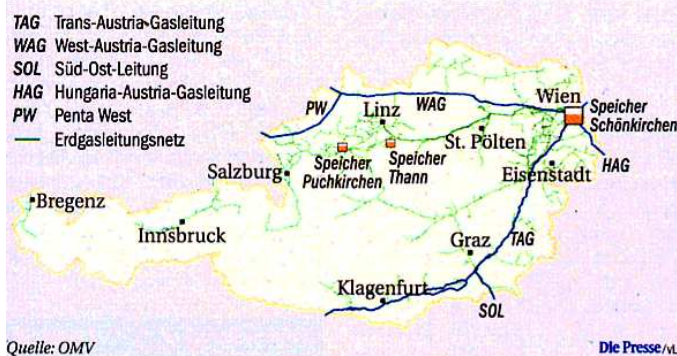 TAG Trans-Austria-Gasleitung
WAG West-Austria-Gasleitung
SOL Süd-Ost-Leitung
HAG Hungaria-Austria-Gasleitung
PW Penta West
Erdgasleitungsnetz
PW
WAG
Linz
Wien
Speicher
Schönkirchen
St. Pölten
HAG
Speicher
Puchkirchen
Speicher
Thann
Salzburg
Eisenstadt
Bregenz
Innsbruck
Graz
TAG
Klagenfurt
SOL
Quelle: OMV
Die Presse/vL